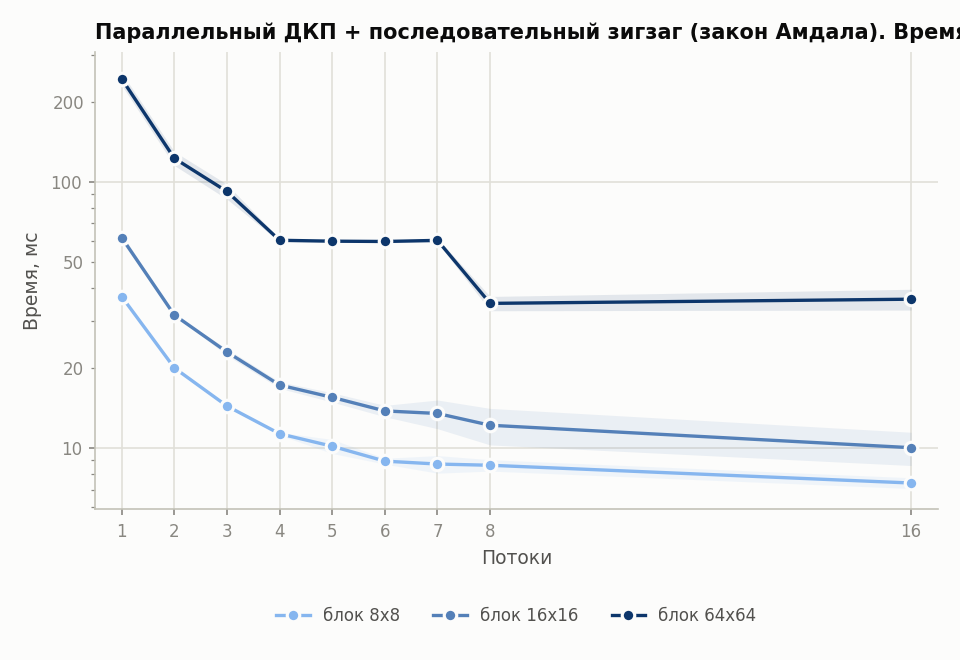 Параллельный ДКП + последовательный зигзаг (закон Амдала). Время
200
100
50
20
10
Время, мс
1 2 3 4 5 6 7 8 16
Потоки
блок 8x8 блок 16x16 блок 64x64